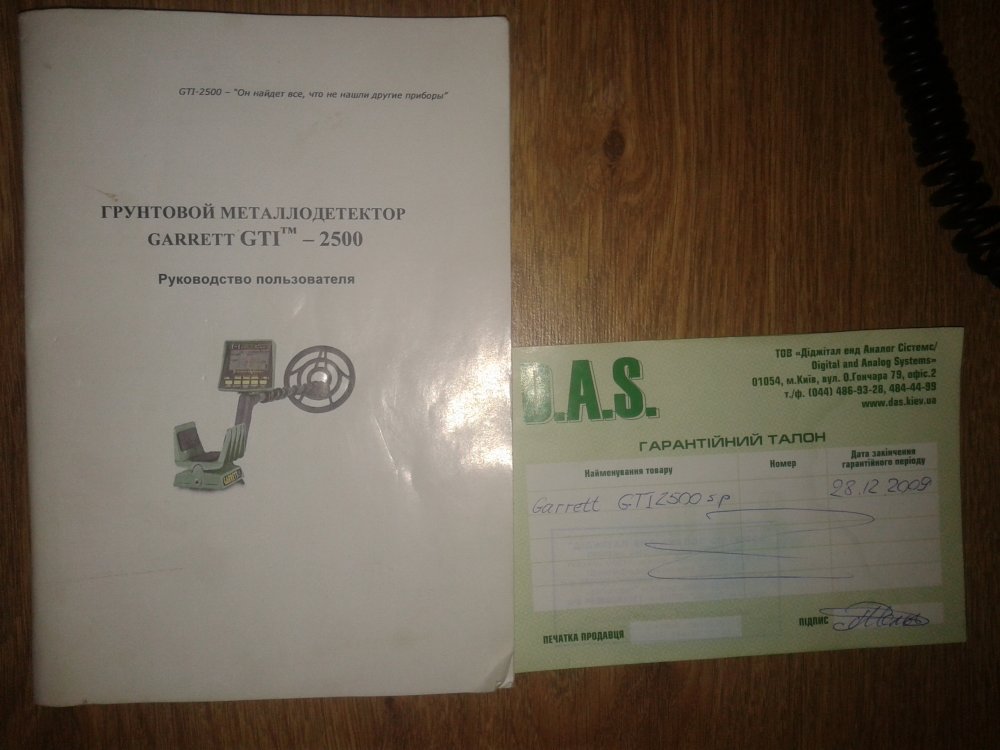 GTI-2500 – "Он найдет все, что не нашли другие приборы"
ГРУНТОВОЙ МЕТАЛЛОДЕТЕКТОР
GARRETT GTI™ – 2500
Руководство пользователя
GARRETT
D.A.S.
ТОВ «Діджітал енд Аналог Сістемс/
Digital and Analog Systems»
01054, м.Київ, вул. О.Гончара 79, офіс.2
т./ф. (044) 486-93-28, 484-44-99
www.das.kiev.ua
ГАРАНТІЙНИЙ ТАЛОН
Найменування товару
Номер
Дата закінчення
гарантійного періоду
Garrett GTI2500 s.p
28.12 2009
ПЕЧАТКА ПРОДАВЦЯ
ПІДПИС